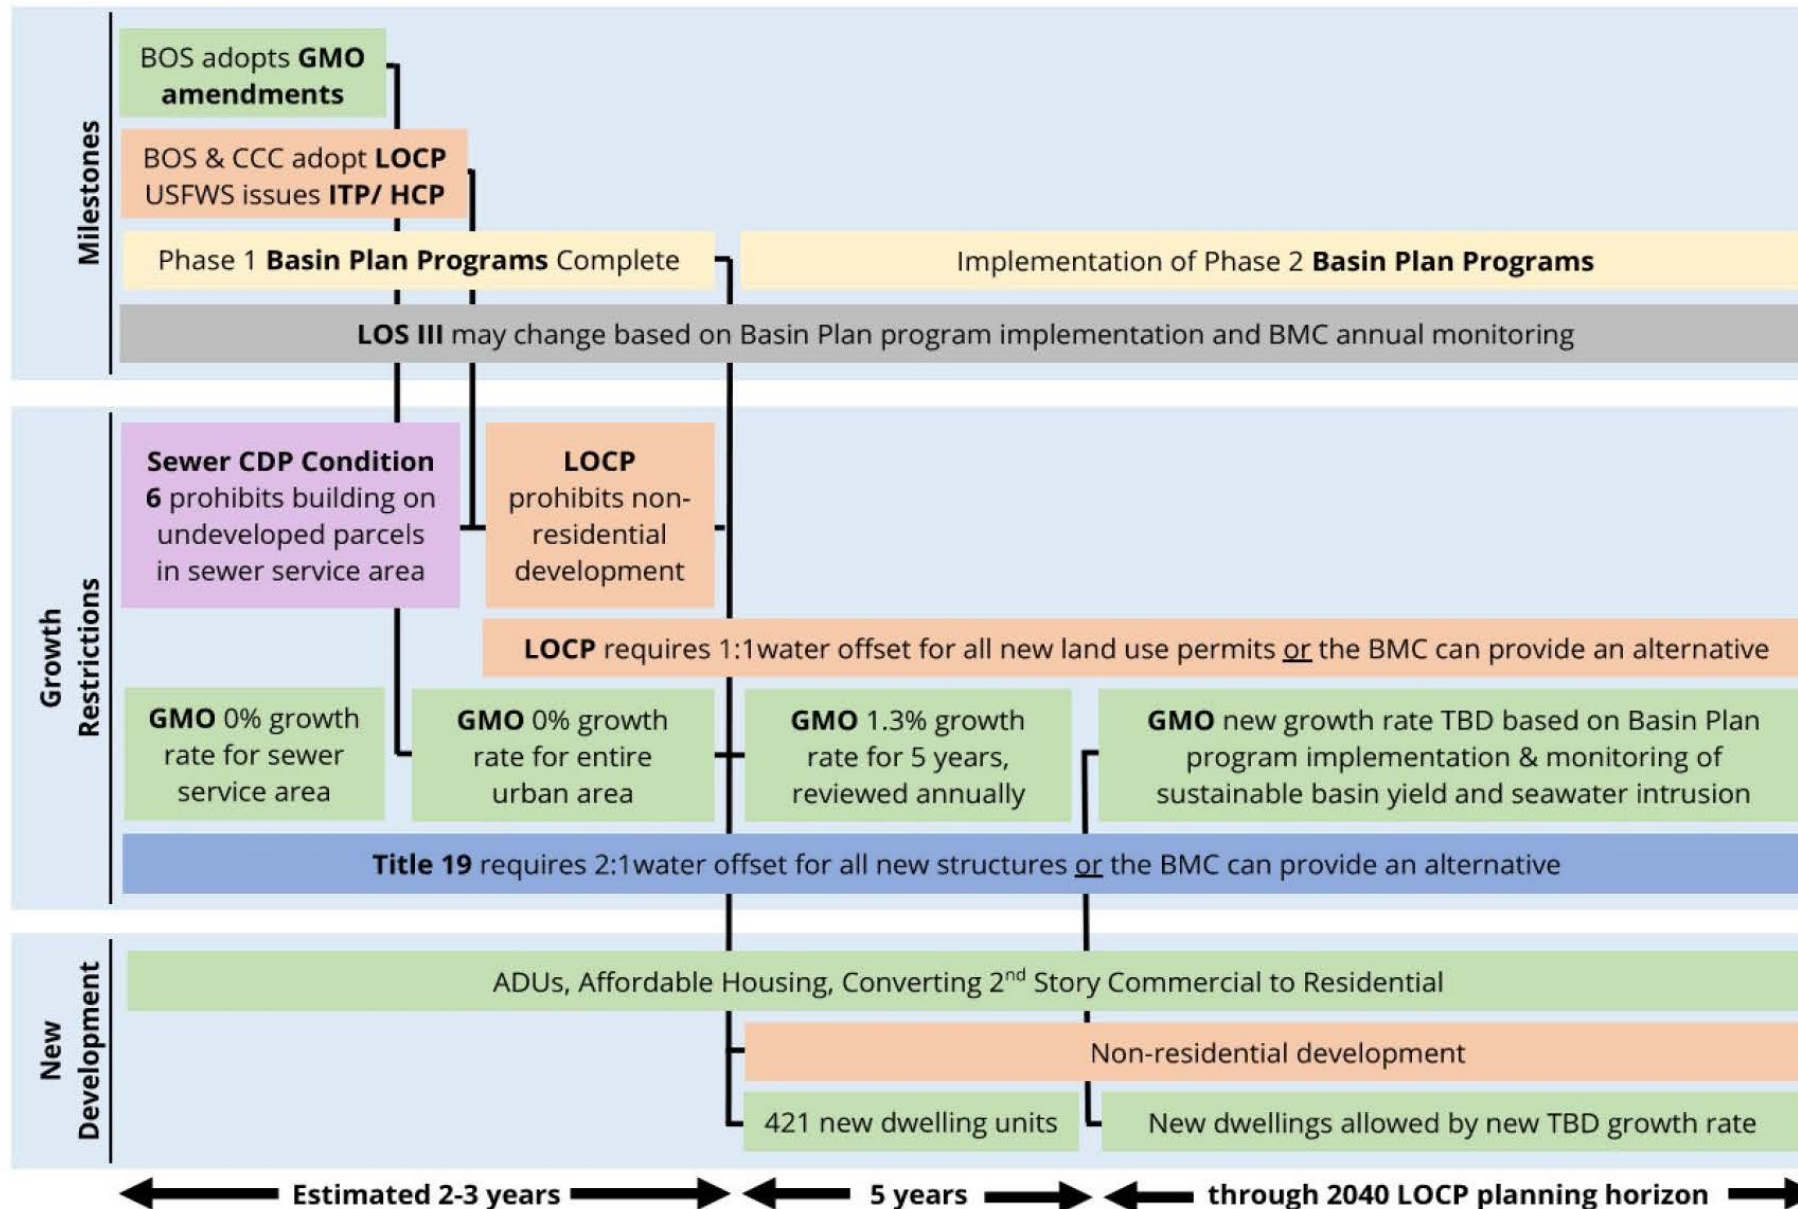 Milestones
BOS adopts GMO
amendments
BOS & CCC adopt LOCP
USFWS issues ITP/ HCP
Phase 1 Basin Plan Programs Complete
Implementation of Phase 2 Basin Plan Programs
LOS III may change based on Basin Plan program implementation and BMC annual monitoring
Growth
Restrictions
Sewer CDP Condition
6 prohibits building on
undeveloped parcels
in sewer service area
LOCP
prohibits non-
residential
development
LOCP requires 1:1water offset for all new land use permits or the BMC can provide an alternative
GMO 0% growth
rate for sewer
service area
GMO 0% growth
rate for entire
urban area
GMO 1.3% growth
rate for 5 years,
reviewed annually
GMO new growth rate TBD based on Basin Plan
program implementation & monitoring of
sustainable basin yield and seawater intrusion
Title 19 requires 2:1water offset for all new structures or the BMC can provide an alternative
New
Development
ADUs, Affordable Housing, Converting 2nd Story Commercial to Residential
Non-residential development
421 new dwelling units
New dwellings allowed by new TBD growth rate
Estimated 2-3 years
5 years
through 2040 LOCP planning horizon